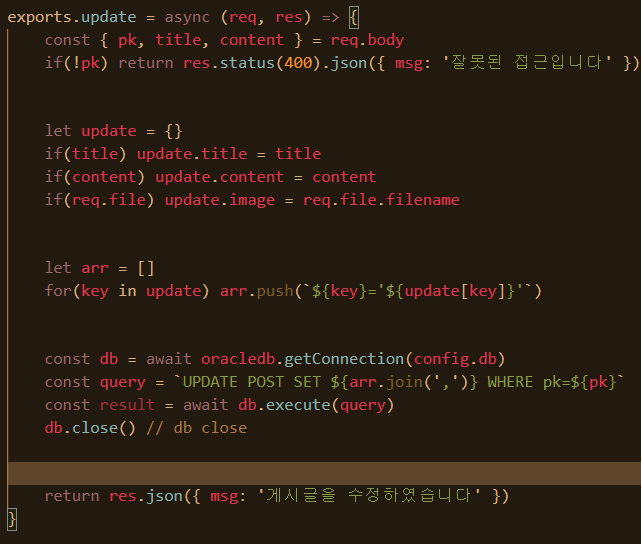 exports.update = async (req, res) => {
const { pk, title, content } = req.body
if(!pk) return res.status(400).json({ msg: '잘못된 접근입니다' })
let update = {}
if(title) update.title = title
if(content) update.content = content
if(req.file) update.image = req.file.filename
let arr = []
for(key in update) arr.push(`${key}='${update[key]}'`)
const db = await oracledb.getConnection(config.db)
const query = `UPDATE POST SET ${arr.join(',')} WHERE pk=${pk}`
const result = await db.execute(query)
db.close() // db close
return res.json({ msg: '게시글을 수정하였습니다' })
}